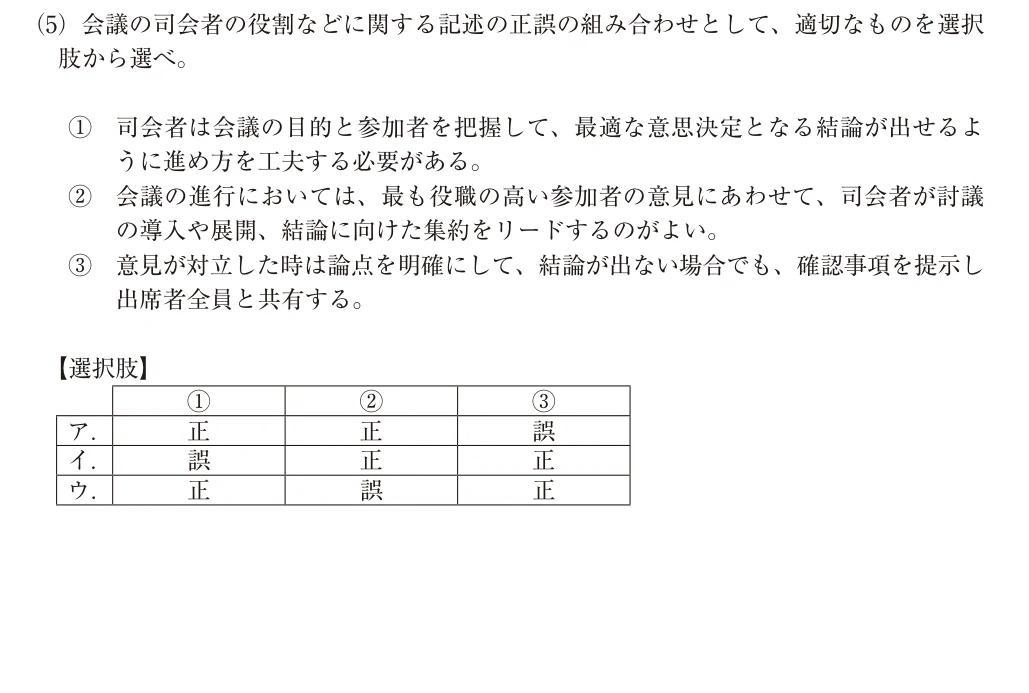 (5) 会議の司会者の役割などに関する記述の正誤の組み合わせとして、適切なものを選択
肢から選べ。
① 司会者は会議の目的と参加者を把握して、最適な意思決定となる結論が出せるよ
うに進め方を工夫する必要がある。
② 会議の進行においては、最も役職の高い参加者の意見にあわせて、司会者が討議
の導入や展開、結論に向けた集約をリードするのがよい。
③ 意見が対立した時は論点を明確にして、結論が出ない場合でも、確認事項を提示し
出席者全員と共有する。
【選択肢】
① ② ③
ア. 正 正 誤
イ. 誤 正 正
ウ. 正 誤 正